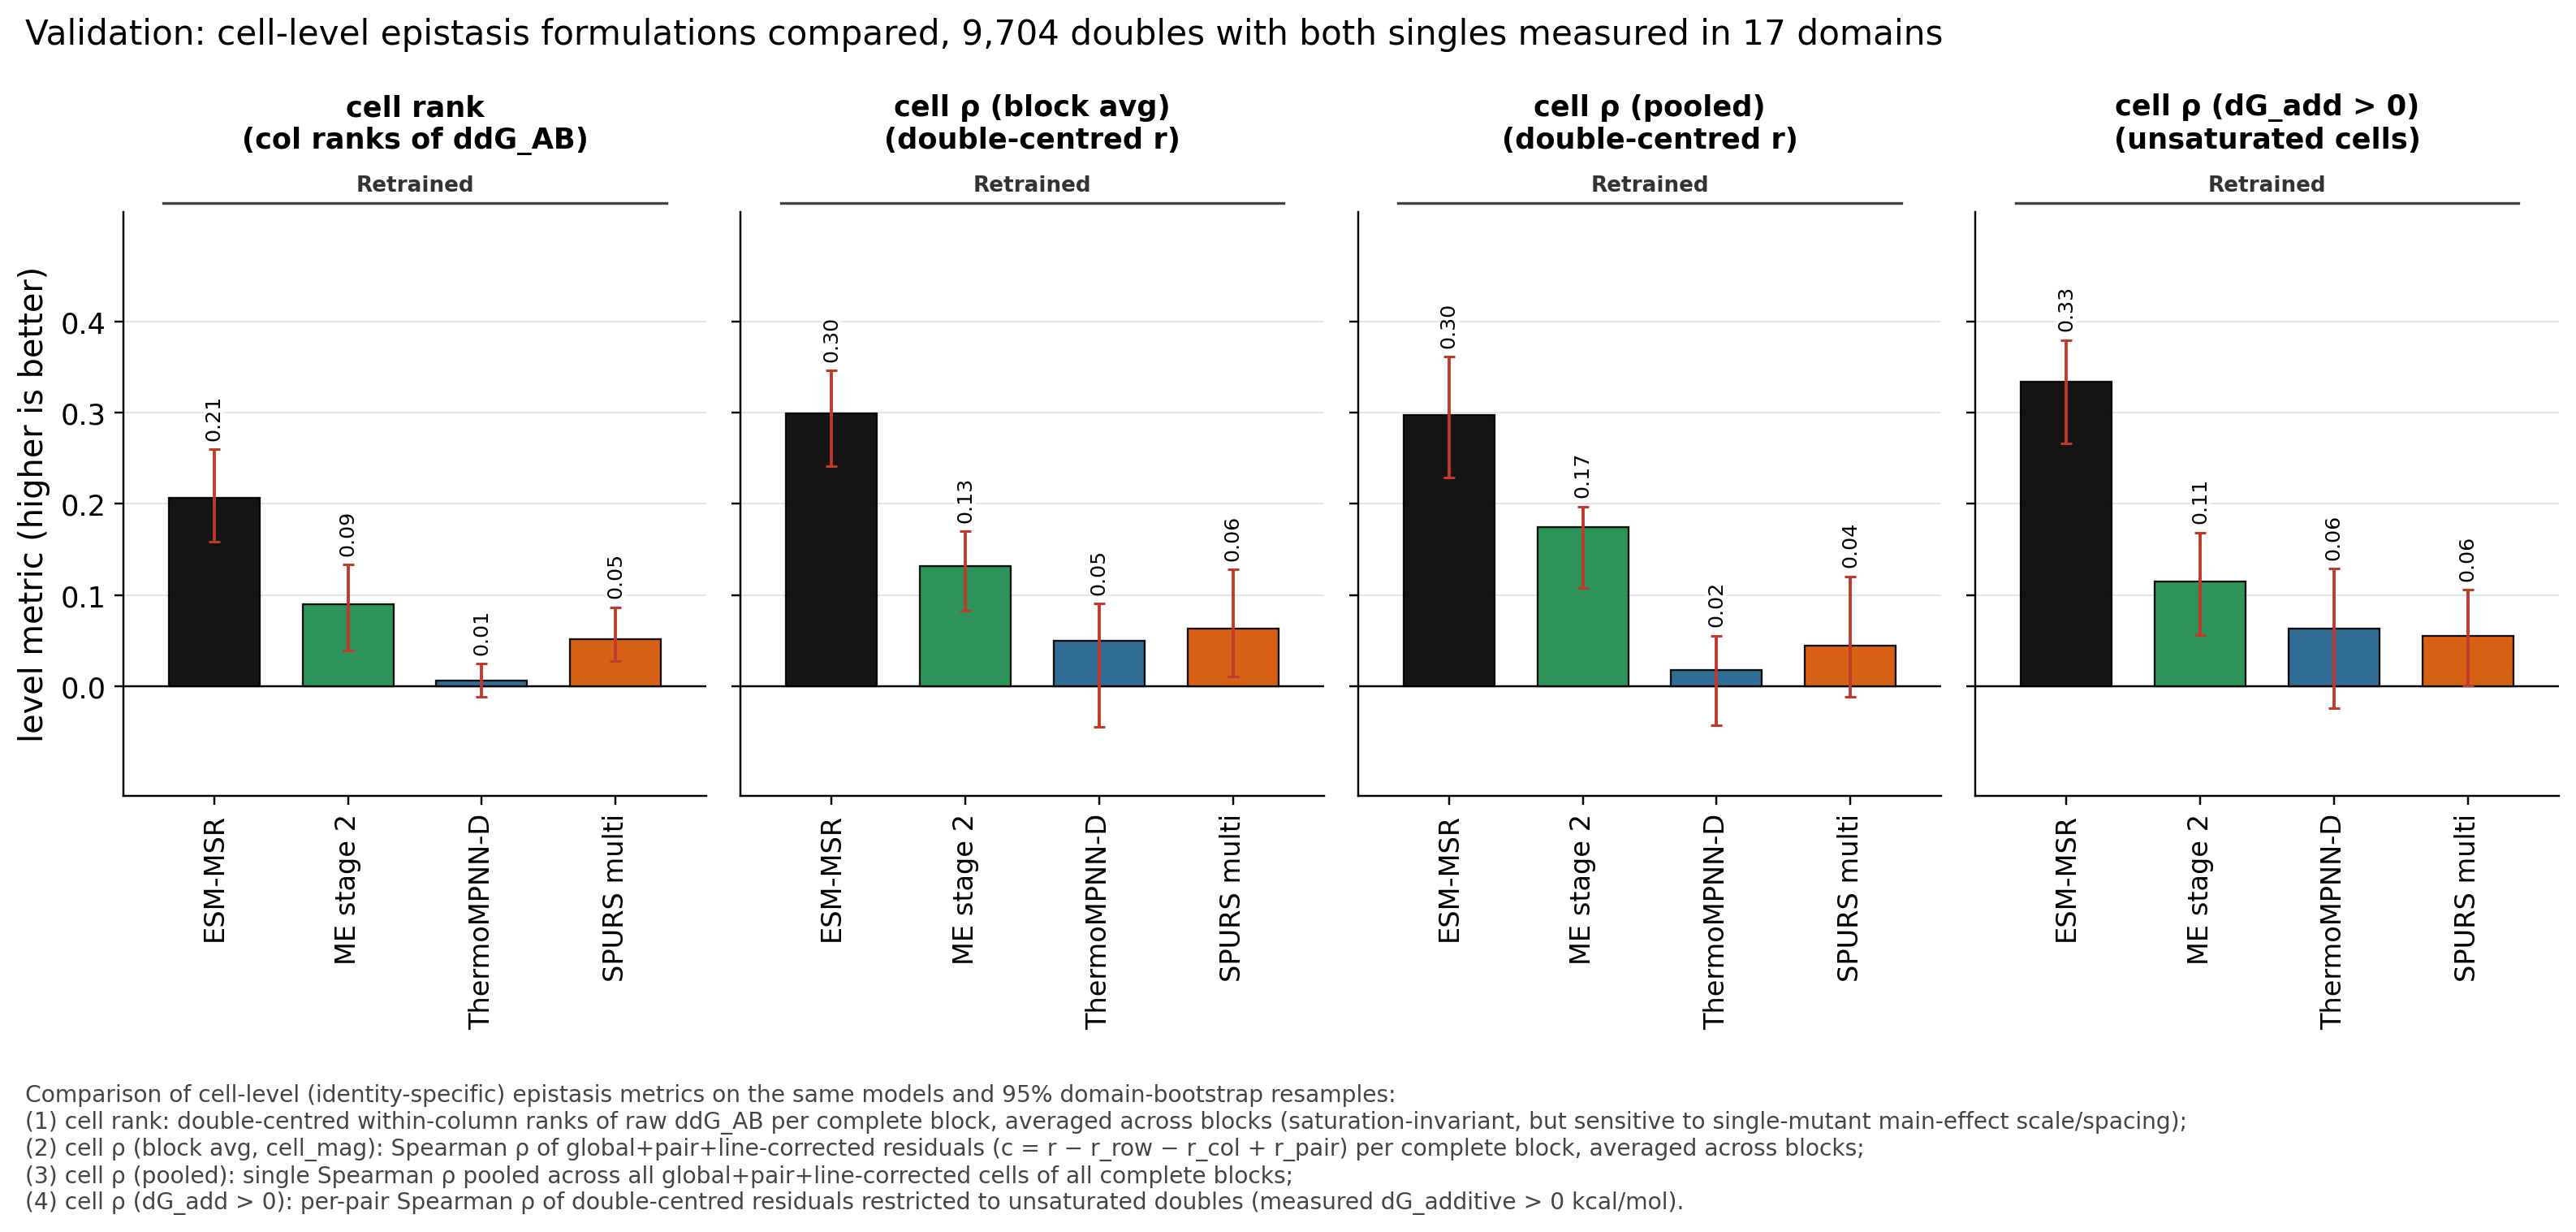 Validation: cell-level epistasis formulations compared, 9,704 doubles with both singles measured in 17 domains
cell rank
(col ranks of ddG_AB)
Retrained
cell ρ (block avg)
(double-centred r)
Retrained
cell ρ (pooled)
(double-centred r)
Retrained
cell ρ (dG_add > 0)
(unsaturated cells)
Retrained
level metric (higher is better)
0.4
0.3
0.2
0.1
0.0
0.21
0.09
0.01
0.05
0.30
0.13
0.05
0.06
0.30
0.17
0.02
0.04
0.33
0.11
0.06
0.06
ESM-MSR
ME stage 2
ThermoMPNN-D
SPURS multi
ESM-MSR
ME stage 2
ThermoMPNN-D
SPURS multi
ESM-MSR
ME stage 2
ThermoMPNN-D
SPURS multi
ESM-MSR
ME stage 2
ThermoMPNN-D
SPURS multi
Comparison of cell-level (identity-specific) epistasis metrics on the same models and 95% domain-bootstrap resamples:
(1) cell rank: double-centred within-column ranks of raw ddG_AB per complete block, averaged across blocks (saturation-invariant, but sensitive to single-mutant main-effect scale/spacing);
(2) cell ρ (block avg, cell_mag): Spearman ρ of global+pair+line-corrected residuals (c = r − r_row − r_col + r_pair) per complete block, averaged across blocks;
(3) cell ρ (pooled): single Spearman ρ pooled across all global+pair+line-corrected cells of all complete blocks;
(4) cell ρ (dG_add > 0): per-pair Spearman ρ of double-centred residuals restricted to unsaturated doubles (measured dG_additive > 0 kcal/mol).